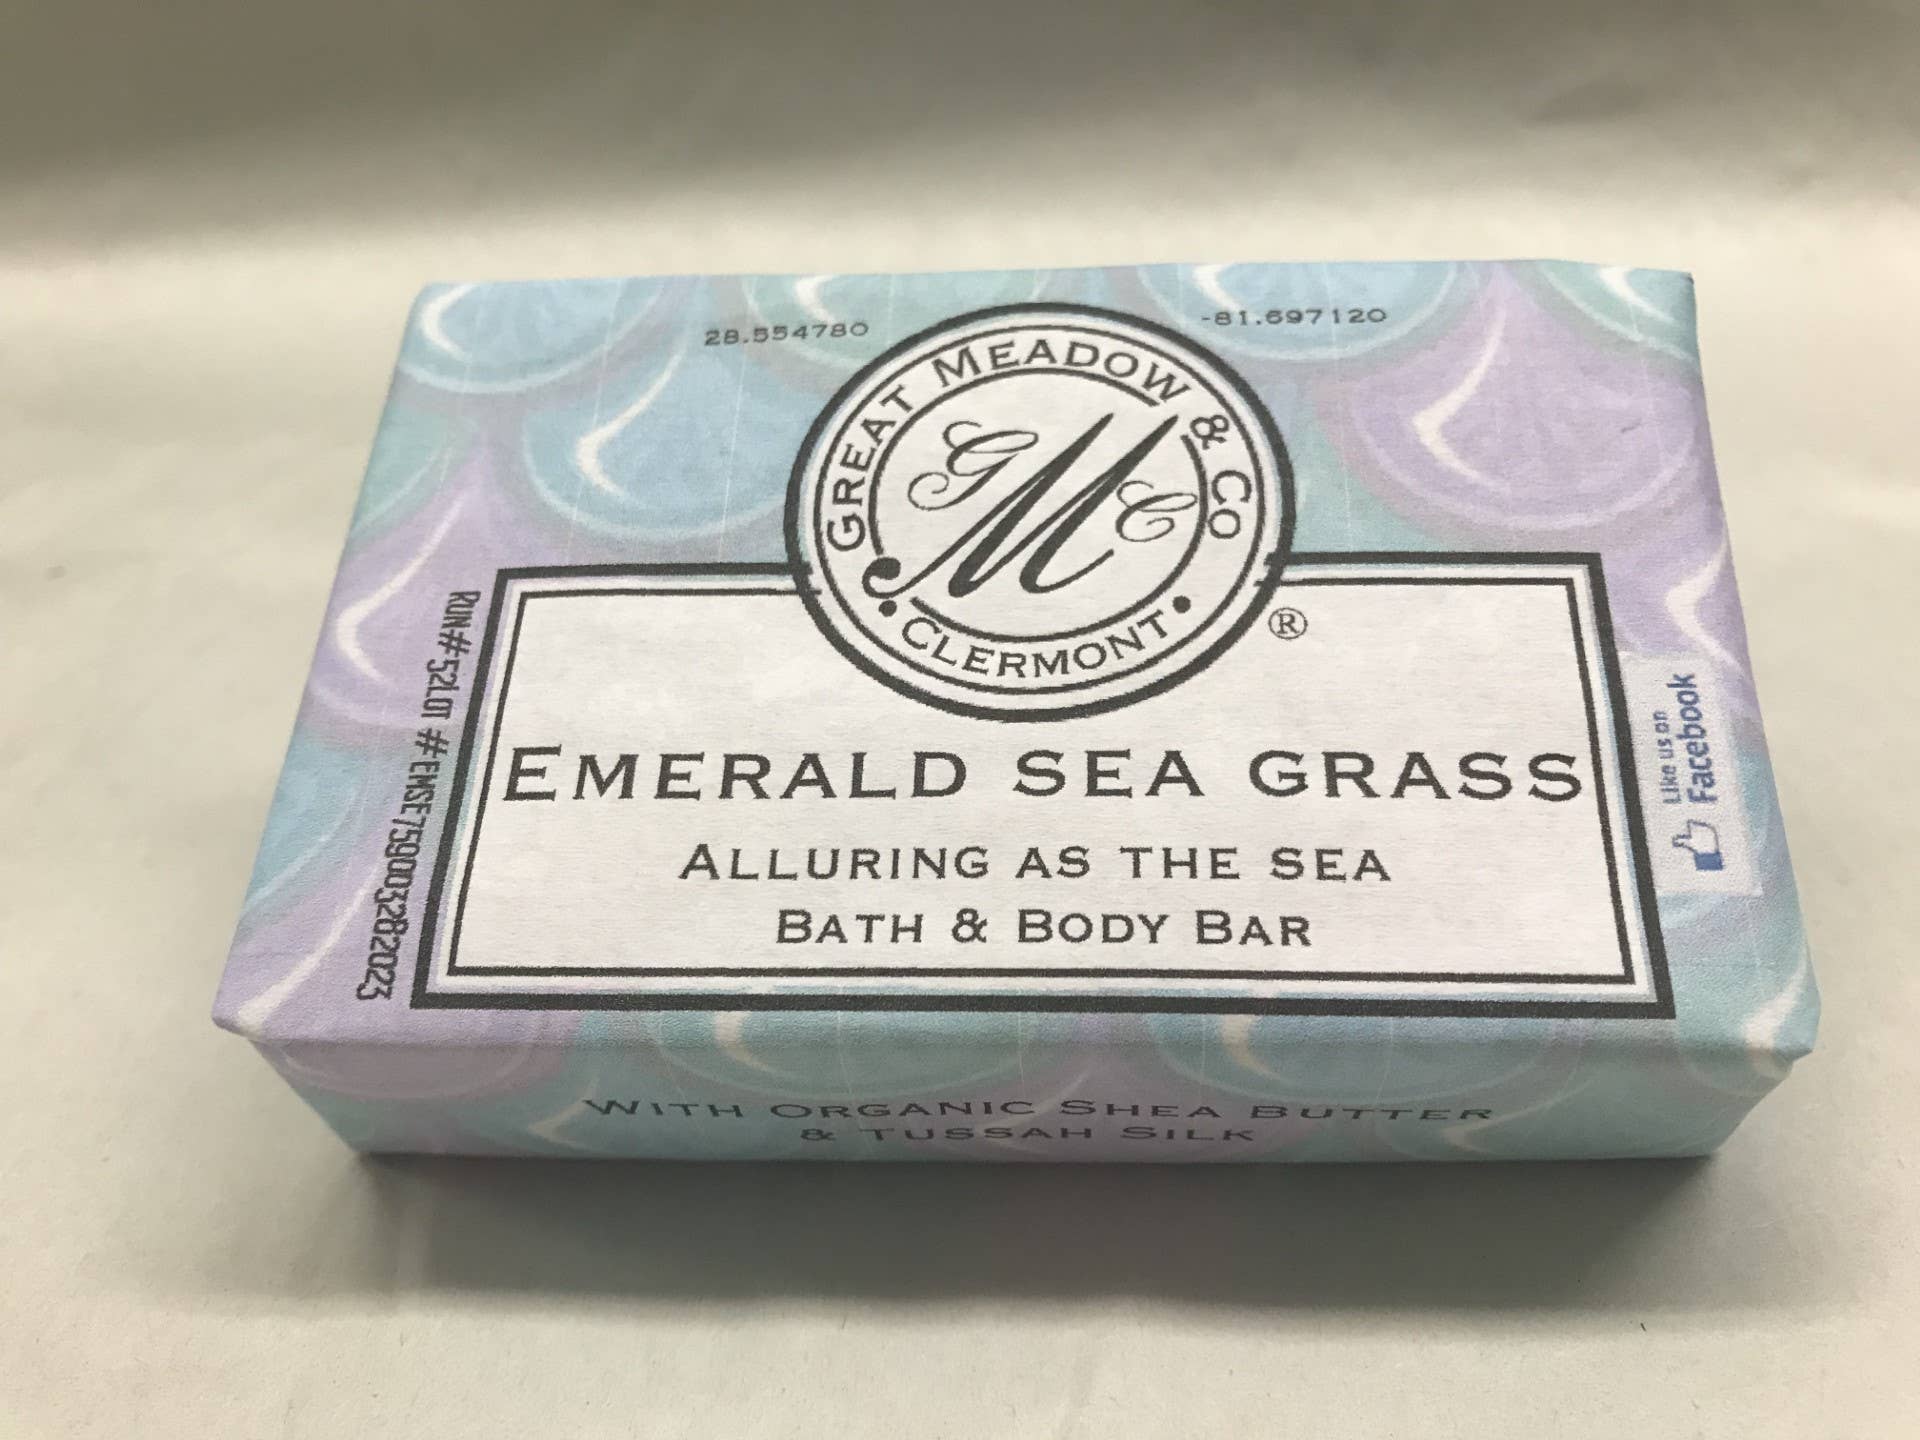 28.554780
-81.697120
GREAT MEADOW & CO
GMC
• CLERMONT •
®
EMERALD SEA GRASS
ALLURING AS THE SEA
BATH & BODY BAR
RUN#52LOT #EMSE759003282023
Like us on
Facebook
WITH ORGANIC SHEA BUTTER
& TUSSAH SILK